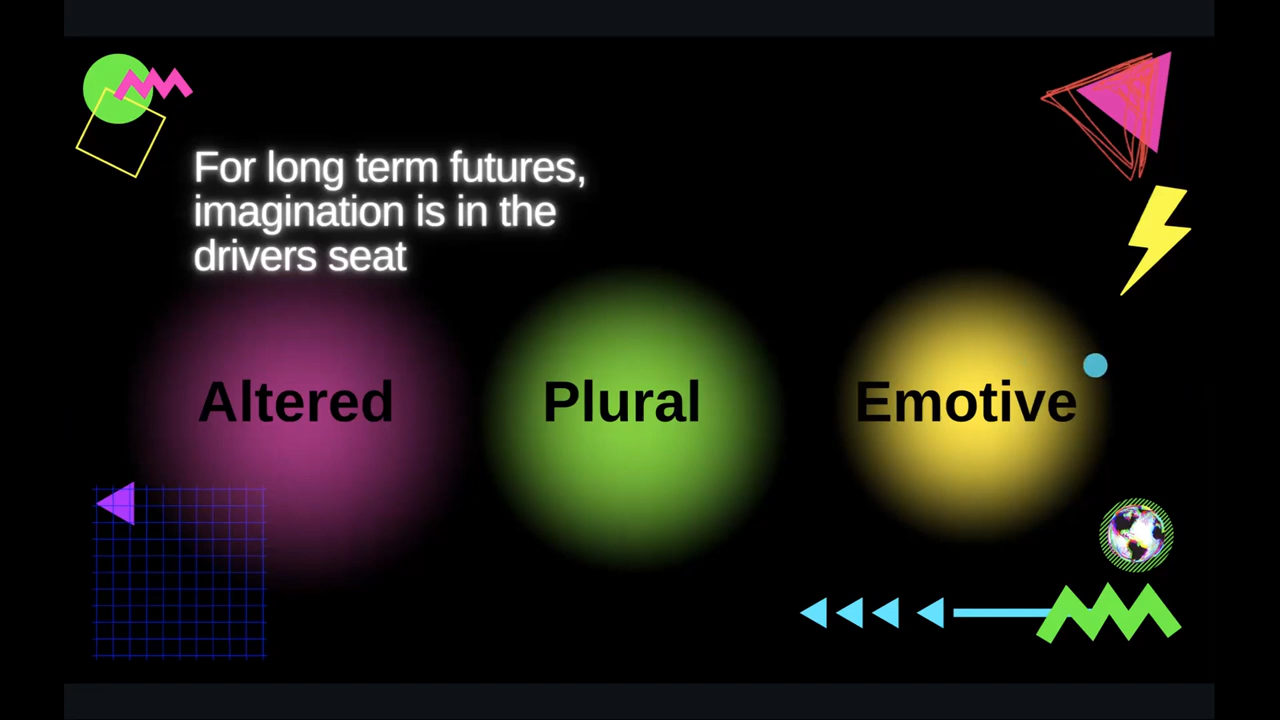 For long term futures,
imagination is in the
drivers seat
Altered
Plural
Emotive